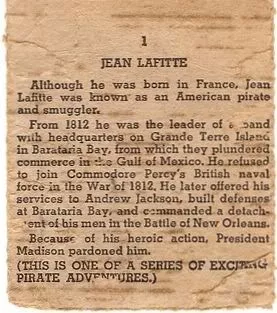 1
JEAN LAFITTE
Although he was born in France, Jean
Lafitte was known as an American pirate
and smuggler.
From 1812 he was the leader of a band
with headquarters on Grande Terre Island
in Barataria Bay, from which they plundered
commerce in the Gulf of Mexico. He refused
to join Commodore Percy's British naval
force in the War of 1812. He later offered his
services to Andrew Jackson, built defenses
at Barataria Bay, and commanded a detach-
ment of his men in the Battle of New Orleans.
Because of his heroic action, President
Madison pardoned him.
(THIS IS ONE OF A SERIES OF EXCITING
PIRATE ADVENTURES.)